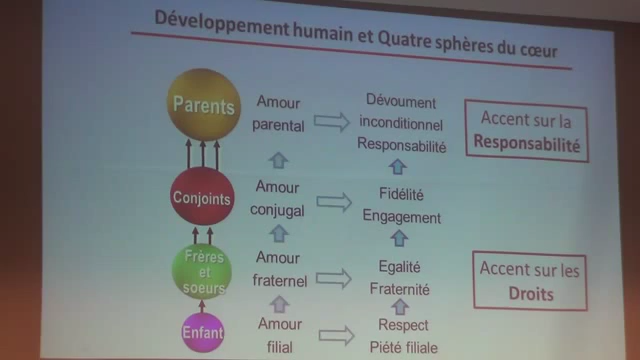 Développement humain et Quatre sphères du cœur
Parents
Amour
parental
Dévoument
inconditionnel
Responsabilité
Accent sur la
Responsabilité
Conjoints
Amour
conjugal
Fidélité
Engagement
Frères et
soeurs
Amour
fraternel
Egalité
Fraternité
Accent sur les
Droits
Enfant
Amour
filial
Respect
Piété filiale